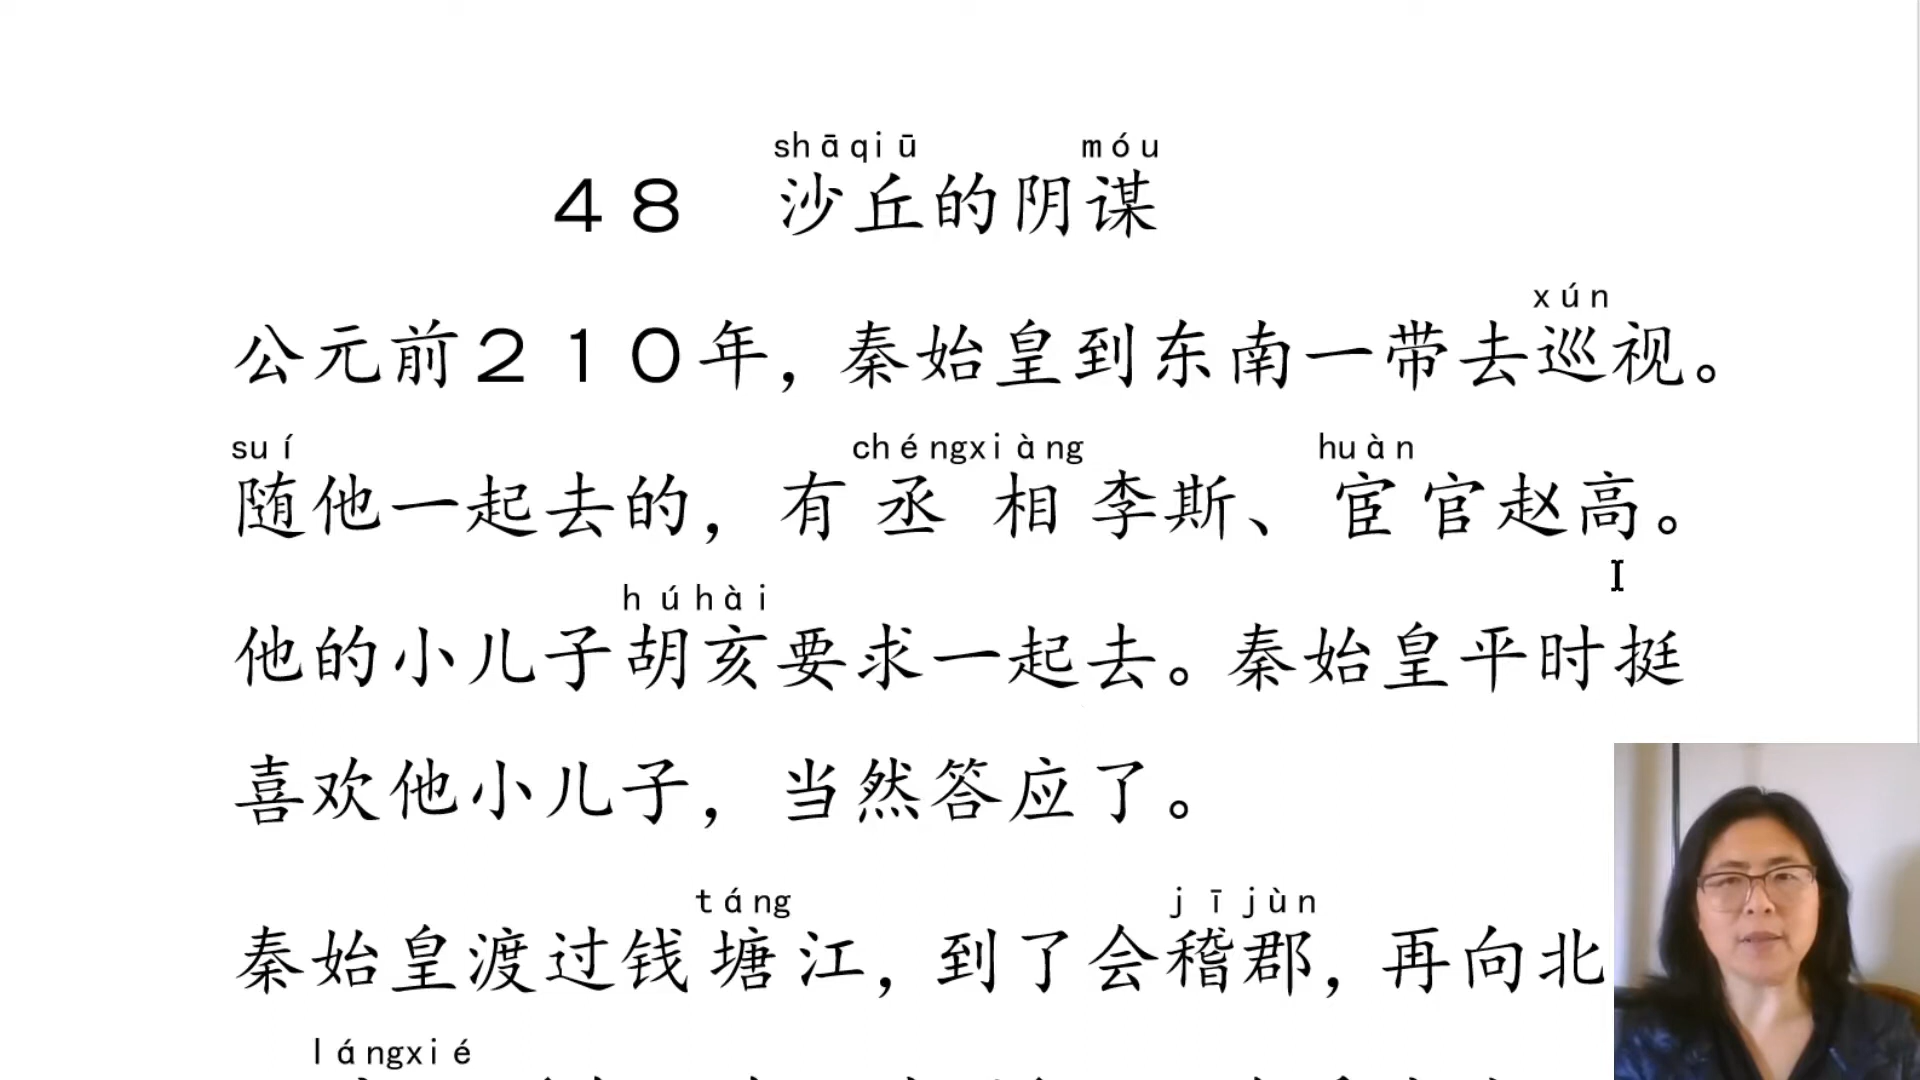 shāqiū móu
48 沙丘的阴谋
xún
公元前210年，秦始皇到东南一带去巡视。
suí chéngxiàng huàn
随他一起去的，有丞相李斯、宦官赵高。
húhài
他的小儿子胡亥要求一起去。秦始皇平时挺
喜欢他小儿子，当然答应了。
táng jījùn
秦始皇渡过钱塘江，到了会稽郡，再向北
lángxié